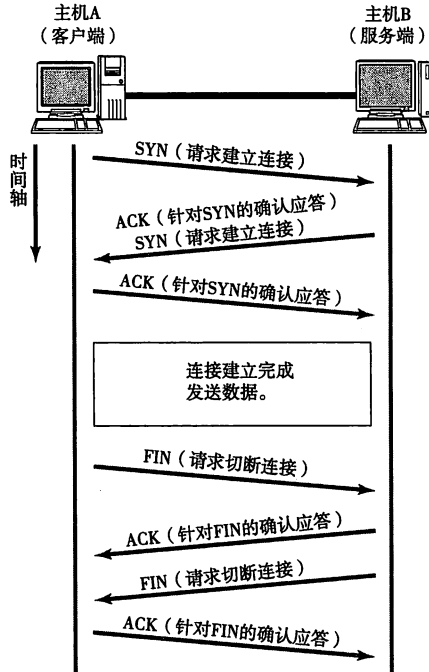 主机A
（客户端）
主机B
（服务端）
时间轴
SYN（请求建立连接）
ACK（针对SYN的确认应答）
SYN（请求建立连接）
ACK（针对SYN的确认应答）
连接建立完成
发送数据。
FIN（请求切断连接）
ACK（针对FIN的确认应答）
FIN（请求切断连接）
ACK（针对FIN的确认应答）